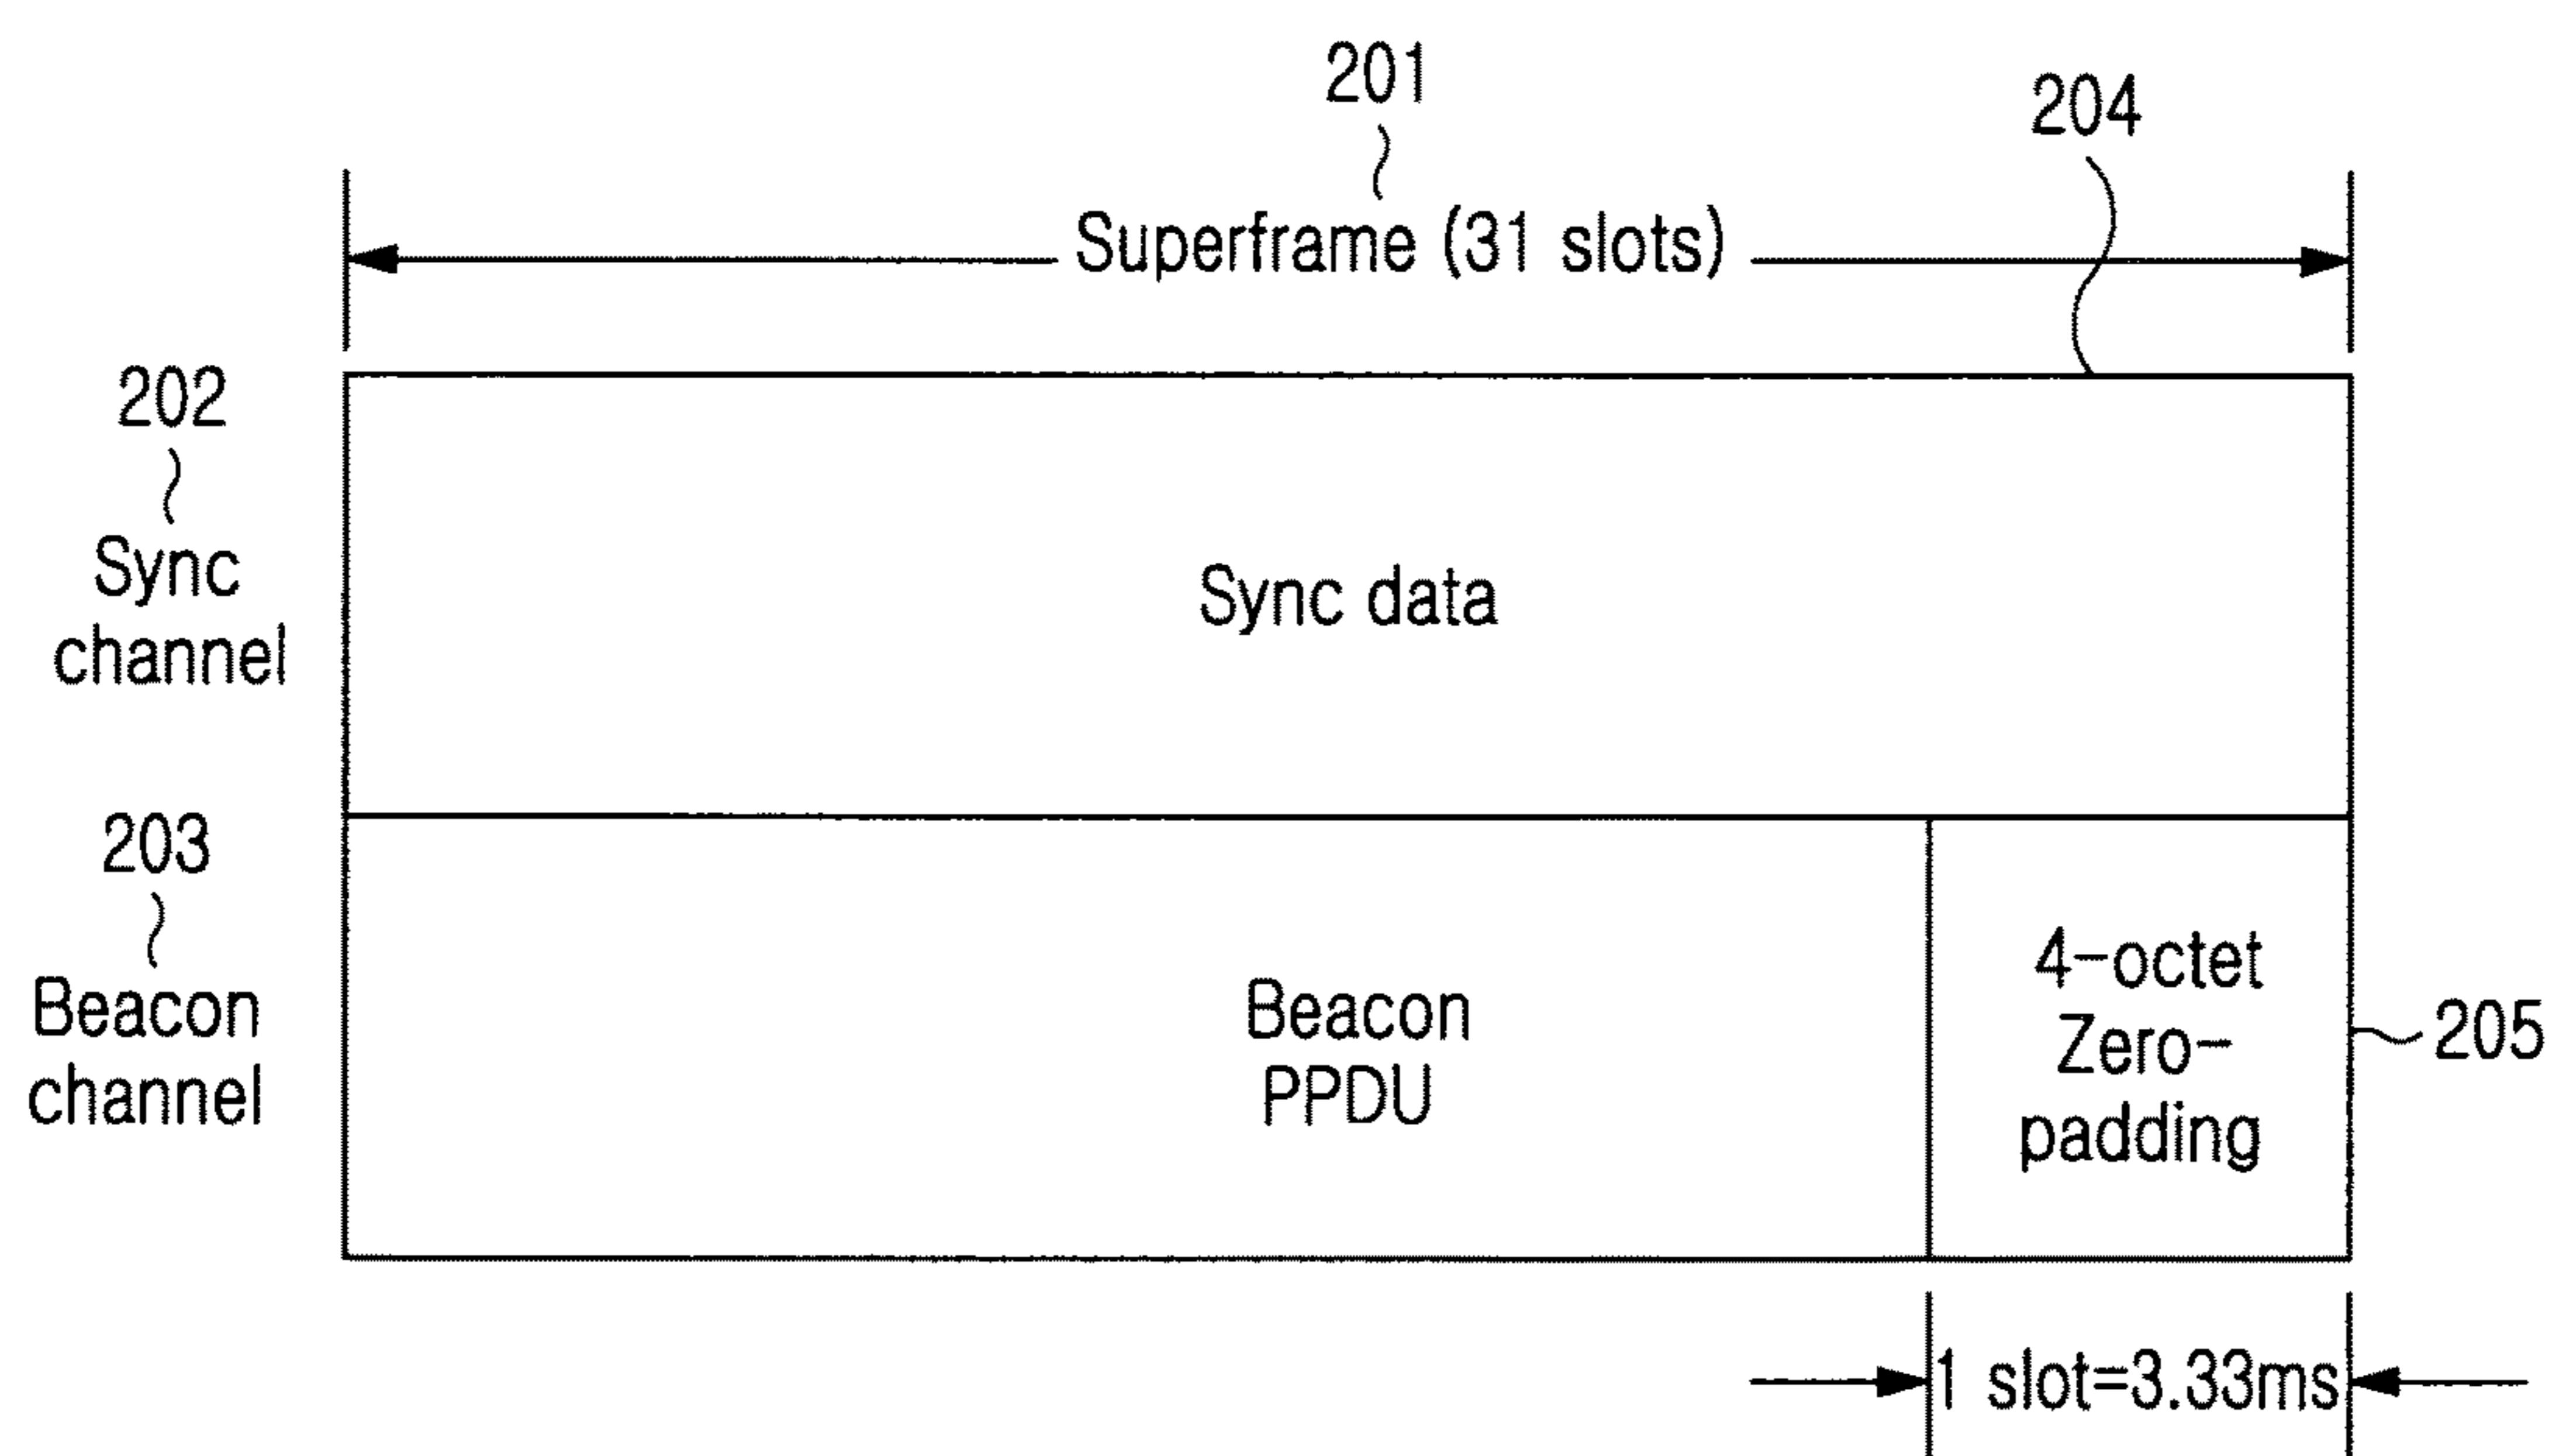 201
204
Superframe (31 slots)
202
Sync
channel
Sync data
203
Beacon
channel
Beacon
PPDU
4-octet
Zero-
padding
205
1 slot=3.33ms